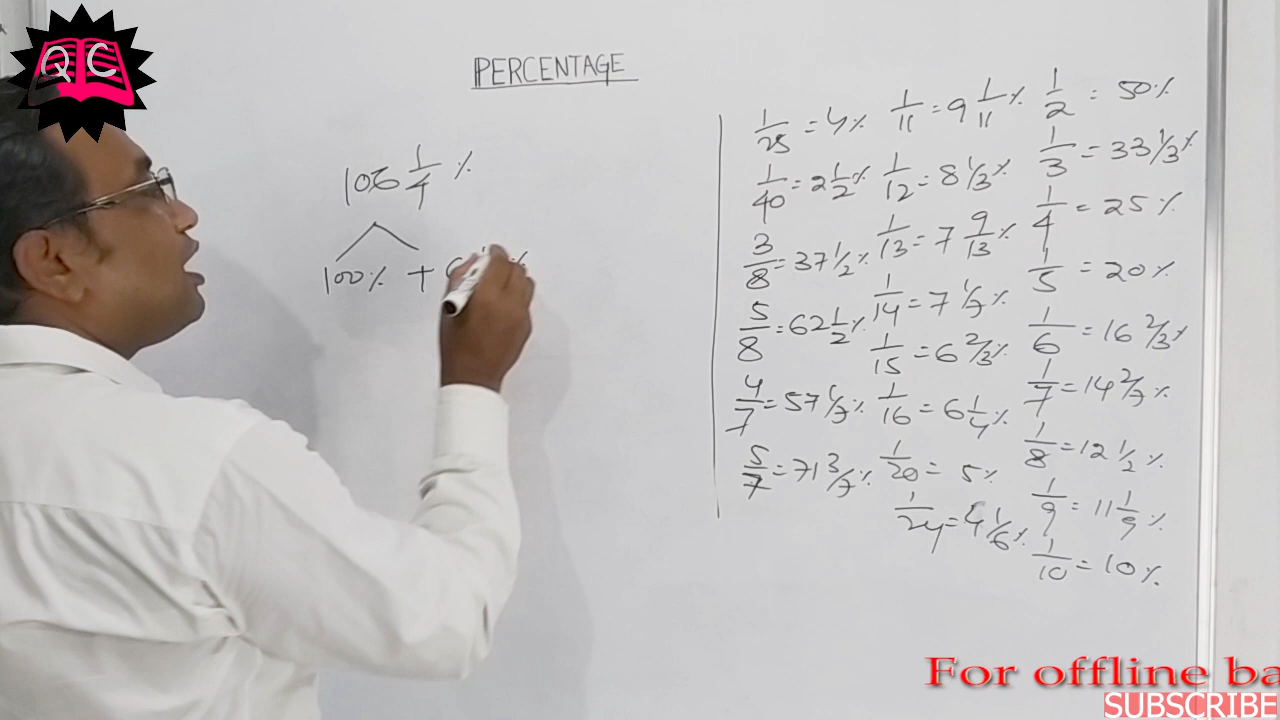 QC
PERCENTAGE
106 1/4 %
100% + 6
1/25 = 4%
1/40 = 2 1/2%
3/8 = 37 1/2%
5/8 = 62 1/2%
4/7 = 57 1/7%
5/7 = 71 3/7%
1/11 = 9 1/11%
1/12 = 8 1/3%
1/13 = 7 9/13%
1/14 = 7 1/7%
1/15 = 6 2/3%
1/16 = 6 1/4%
1/20 = 5%
1/24 = 4 1/6%
1/2 = 50%
1/3 = 33 1/3%
1/4 = 25%
1/5 = 20%
1/6 = 16 2/3%
1/7 = 14 2/7%
1/8 = 12 1/2%
1/9 = 11 1/9%
1/10 = 10%
For offline ba
SUBSCRIBE